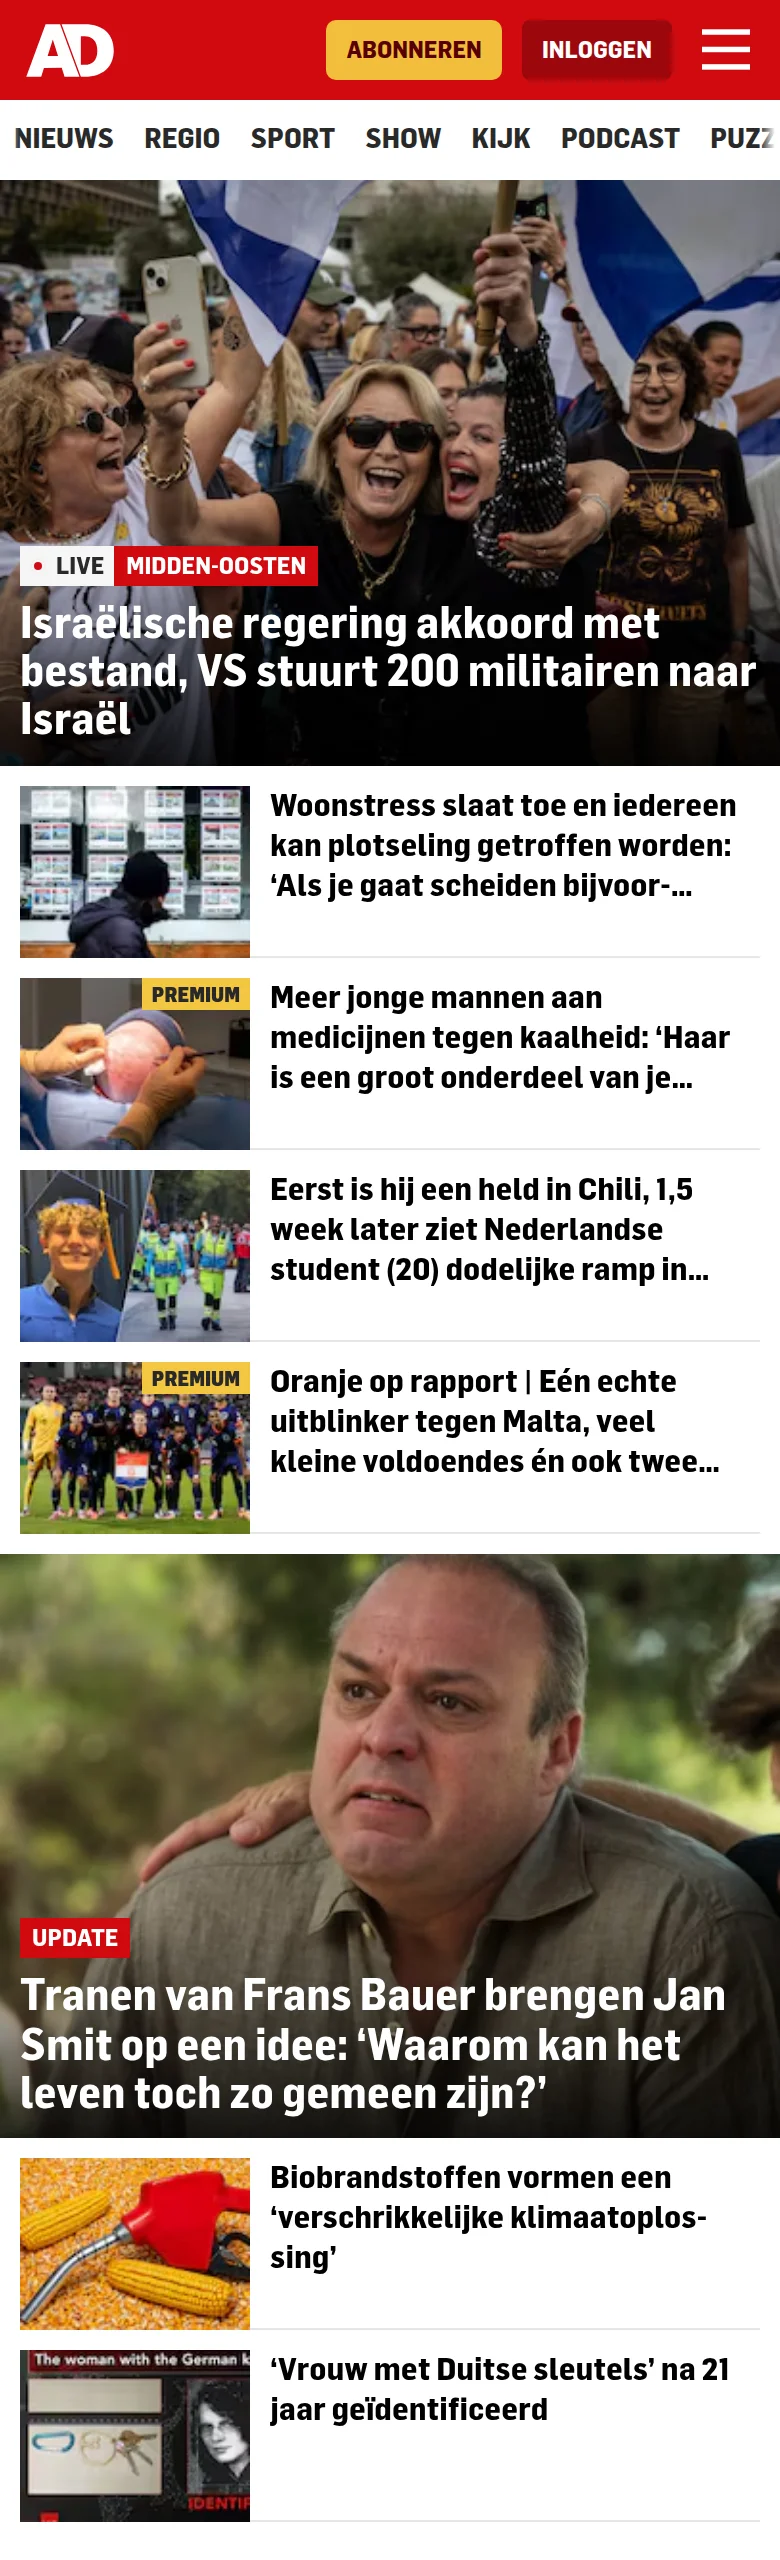 AD
ABONNEREN
INLOGGEN
NIEUWS REGIO SPORT SHOW KIJK PODCAST PUZZ
LIVE MIDDEN-OOSTEN
Israëlische regering akkoord met
bestand, VS stuurt 200 militairen naar
Israël
Woonstress slaat toe en iedereen
kan plotseling getroffen worden:
‘Als je gaat scheiden bijvoor-...
PREMIUM
Meer jonge mannen aan
medicijnen tegen kaalheid: ‘Haar
is een groot onderdeel van je...
Eerst is hij een held in Chili, 1,5
week later ziet Nederlandse
student (20) dodelijke ramp in...
PREMIUM
Oranje op rapport | Eén echte
uitblinker tegen Malta, veel
kleine voldoendes én ook twee...
UPDATE
Tranen van Frans Bauer brengen Jan
Smit op een idee: ‘Waarom kan het
leven toch zo gemeen zijn?’
Biobrandstoffen vormen een
‘verschrikkelijke klimaatoplos-
sing’
The woman with the German k
IDENTIF
‘Vrouw met Duitse sleutels’ na 21
jaar geïdentificeerd